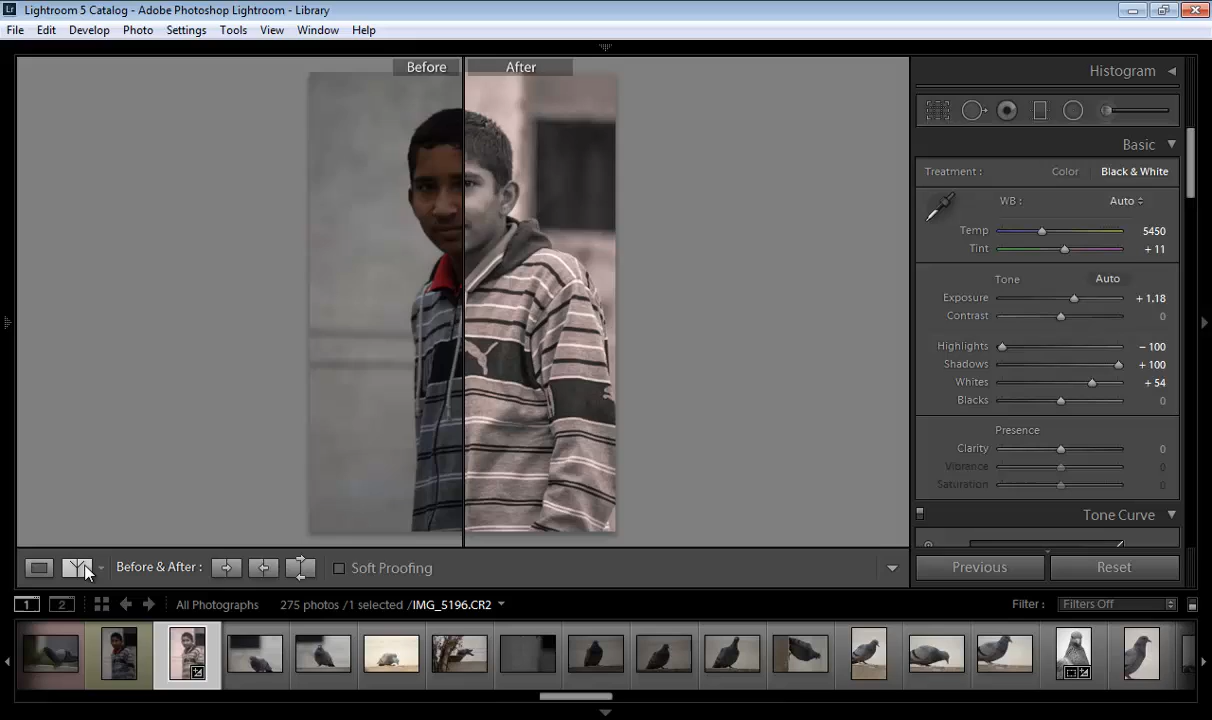 Lr Lightroom 5 Catalog - Adobe Photoshop Lightroom - Library
File Edit Develop Photo Settings Tools View Window Help
Before After
Histogram
Basic
Treatment : Color Black & White
WB : Auto
Temp 5450
Tint + 11
Tone Auto
Exposure + 1.18
Contrast 0
Highlights - 100
Shadows + 100
Whites + 54
Blacks 0
Presence
Clarity 0
Vibrance 0
Saturation 0
Tone Curve
Before & After : Soft Proofing
Previous Reset
1 2 All Photographs 275 photos /1 selected /IMG_5196.CR2 Filter : Filters Off